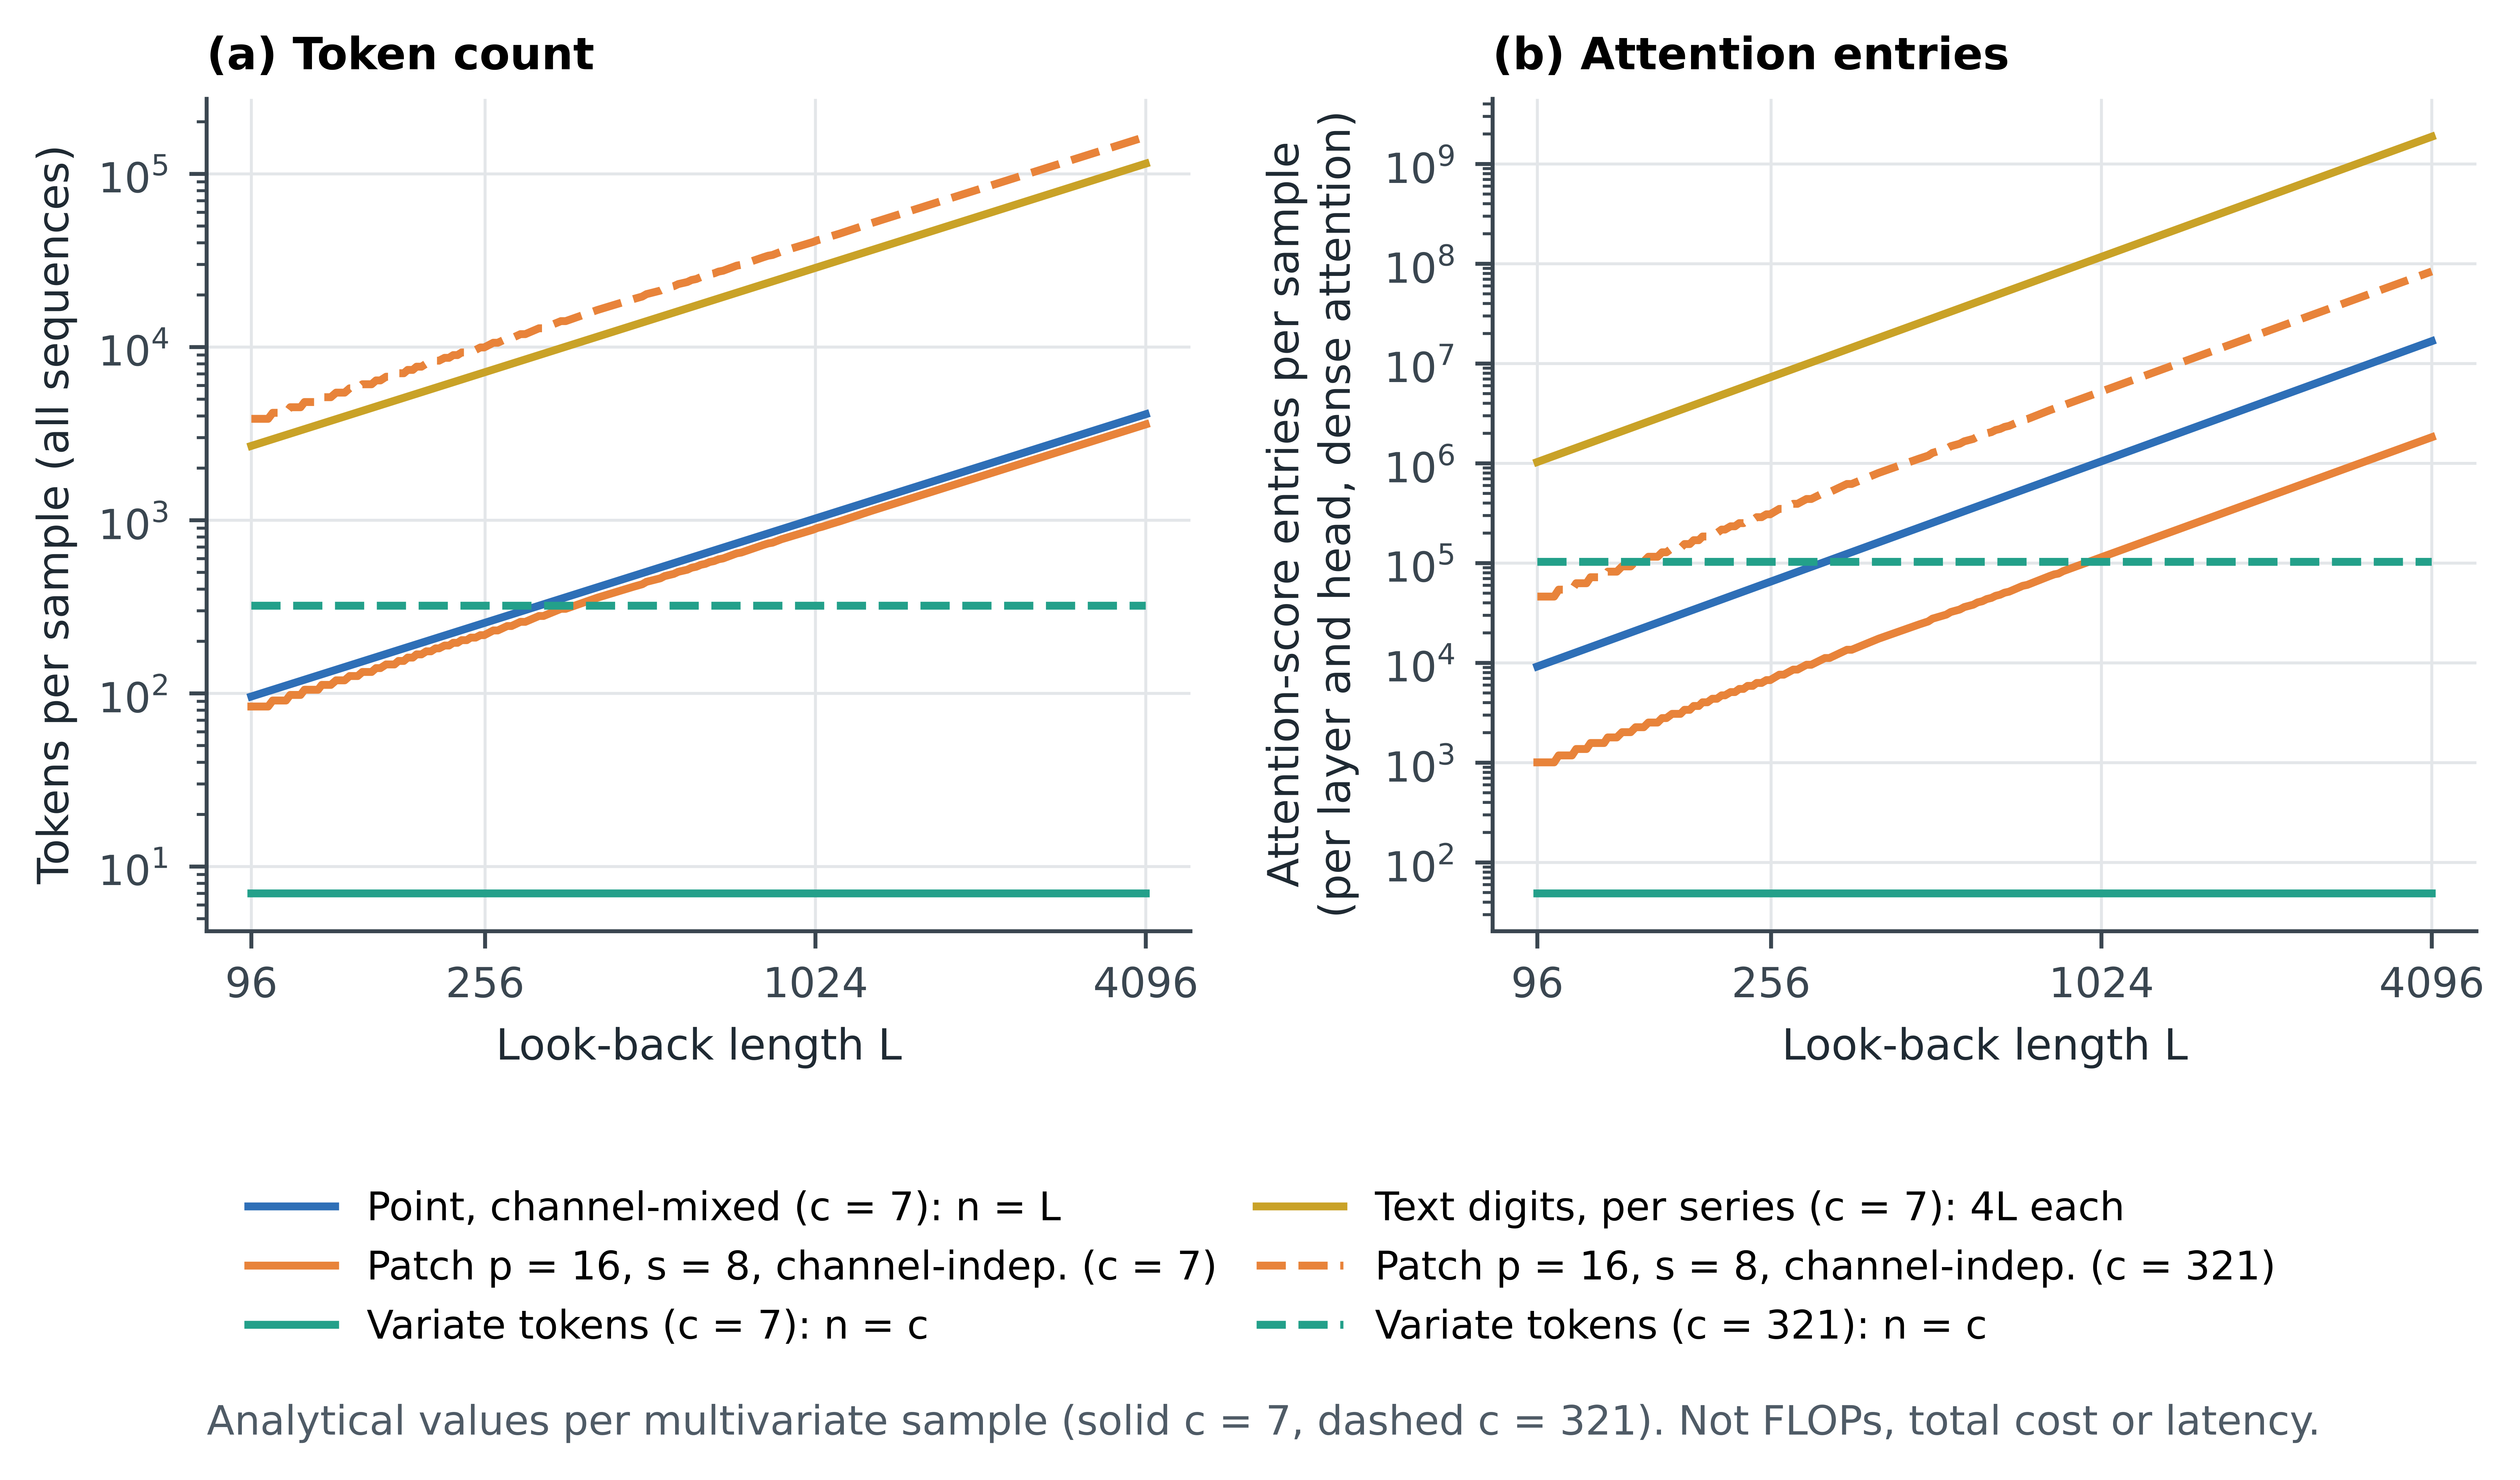 (a) Token count
Tokens per sample (all sequences)
10^5
10^4
10^3
10^2
10^1
96 256 1024 4096
Look-back length L
(b) Attention entries
Attention-score entries per sample
(per layer and head, dense attention)
10^9
10^8
10^7
10^6
10^5
10^4
10^3
10^2
96 256 1024 4096
Look-back length L
Point, channel-mixed (c = 7): n = L
Patch p = 16, s = 8, channel-indep. (c = 7)
Variate tokens (c = 7): n = c
Text digits, per series (c = 7): 4L each
Patch p = 16, s = 8, channel-indep. (c = 321)
Variate tokens (c = 321): n = c
Analytical values per multivariate sample (solid c = 7, dashed c = 321). Not FLOPs, total cost or latency.